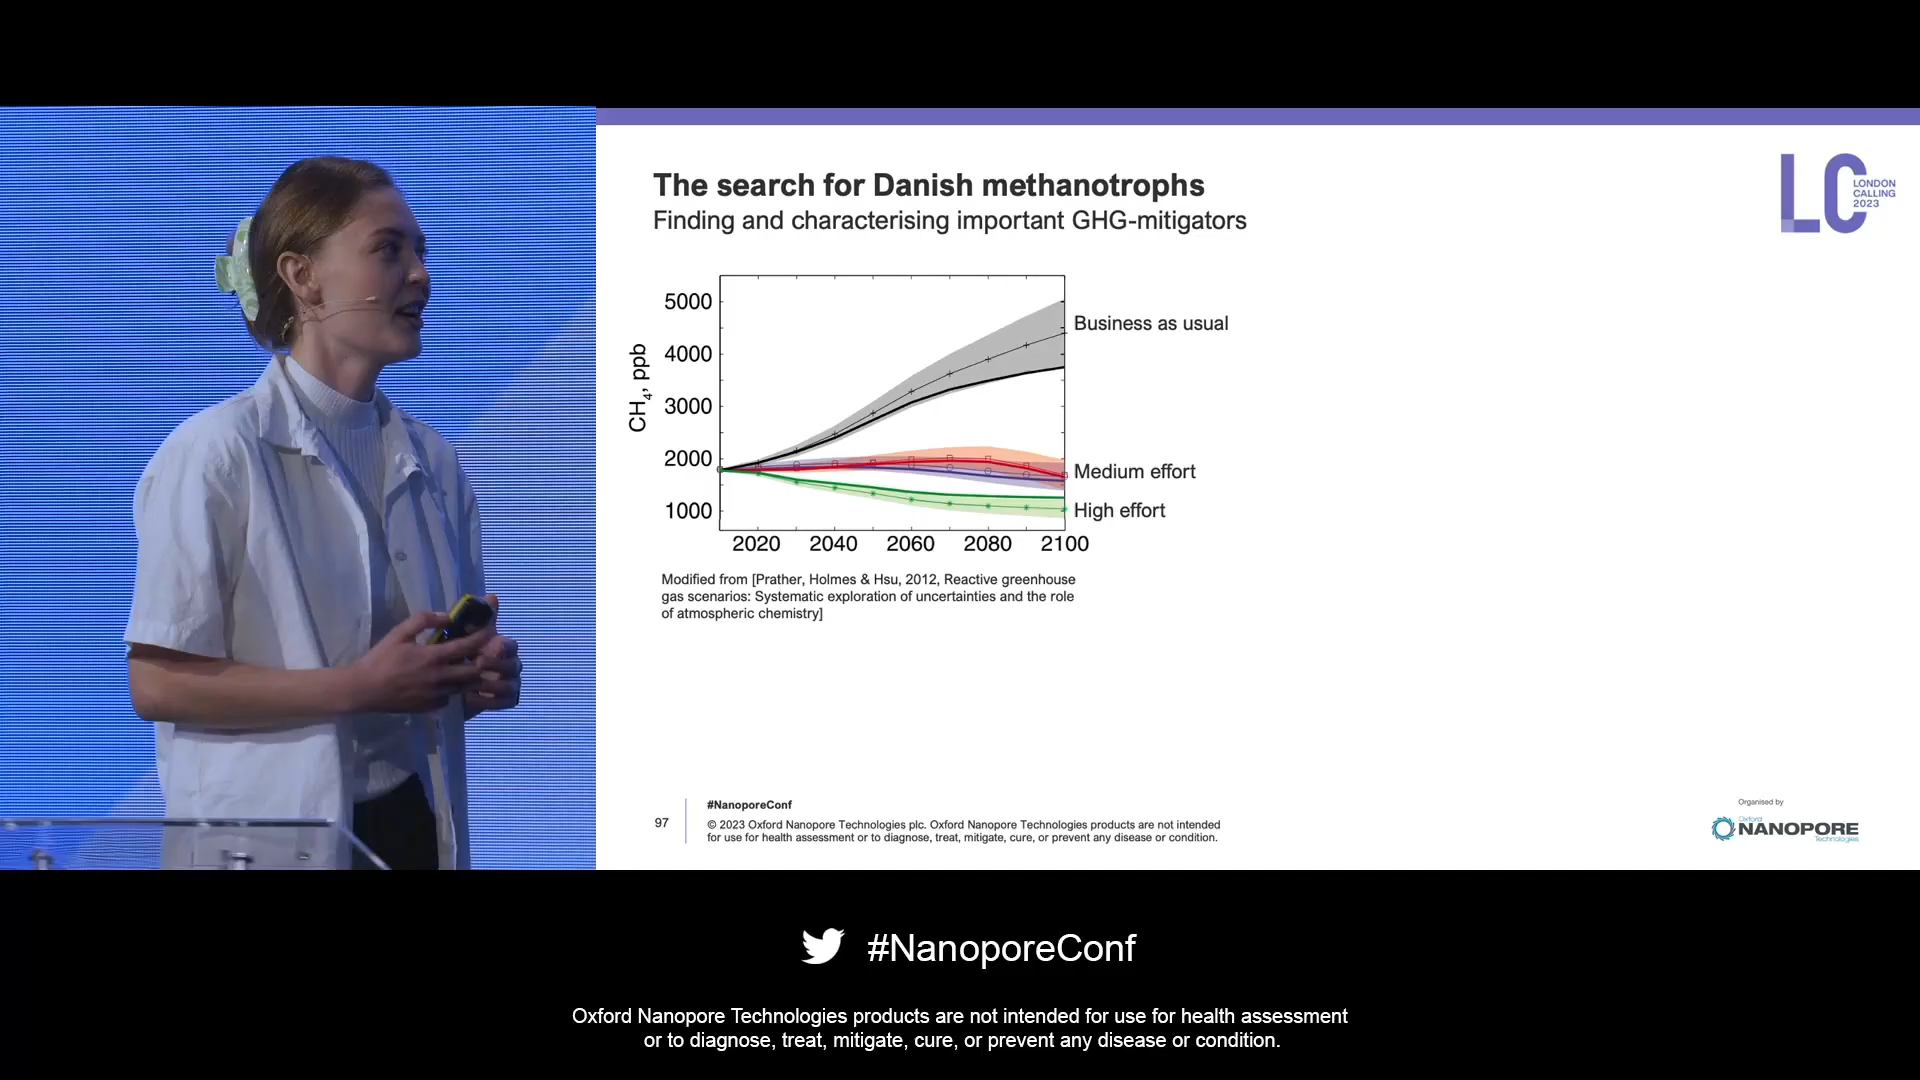 The search for Danish methanotrophs
Finding and characterising important GHG-mitigators
LC
LONDON
CALLING
2023
CH4, ppb
5000
4000
3000
2000
1000
2020 2040 2060 2080 2100
Business as usual
Medium effort
High effort
Modified from [Prather, Holmes & Hsu, 2012, Reactive greenhouse
gas scenarios: Systematic exploration of uncertainties and the role
of atmospheric chemistry]
97
#NanoporeConf
© 2023 Oxford Nanopore Technologies plc. Oxford Nanopore Technologies products are not intended
for use for health assessment or to diagnose, treat, mitigate, cure, or prevent any disease or condition.
Organised by
Oxford
NANOPORE
Technologies
#NanoporeConf
Oxford Nanopore Technologies products are not intended for use for health assessment
or to diagnose, treat, mitigate, cure, or prevent any disease or condition.